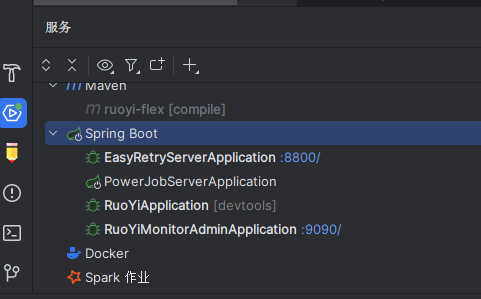 服务
Maven
m ruoyi-flex [compile]
Spring Boot
EasyRetryServerApplication :8800/
PowerJobServerApplication
RuoYiApplication [devtools]
RuoYiMonitorAdminApplication :9090/
Docker
Spark 作业